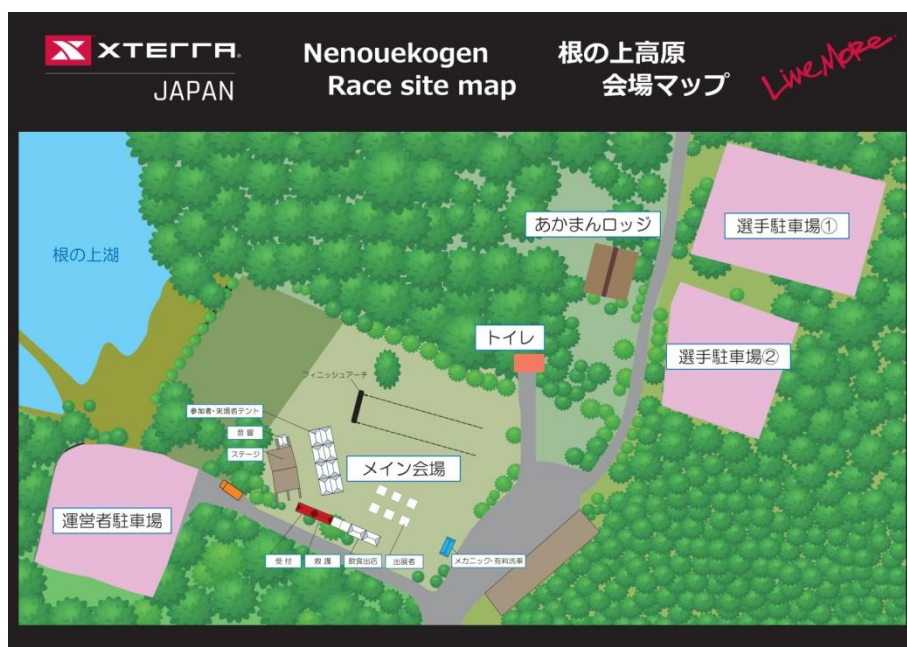 XTERRA.
JAPAN
Nenouekogen
Race site map
根の上高原
会場マップ
Live More.
選手駐車場①
あかまんロッジ
根の上湖
トイレ
選手駐車場②
フィニッシュアーチ
参加者・来場者テント
音響
ステージ
メイン会場
運営者駐車場
受付
救護
飲食出店
出展者
メカニック・有料洗車